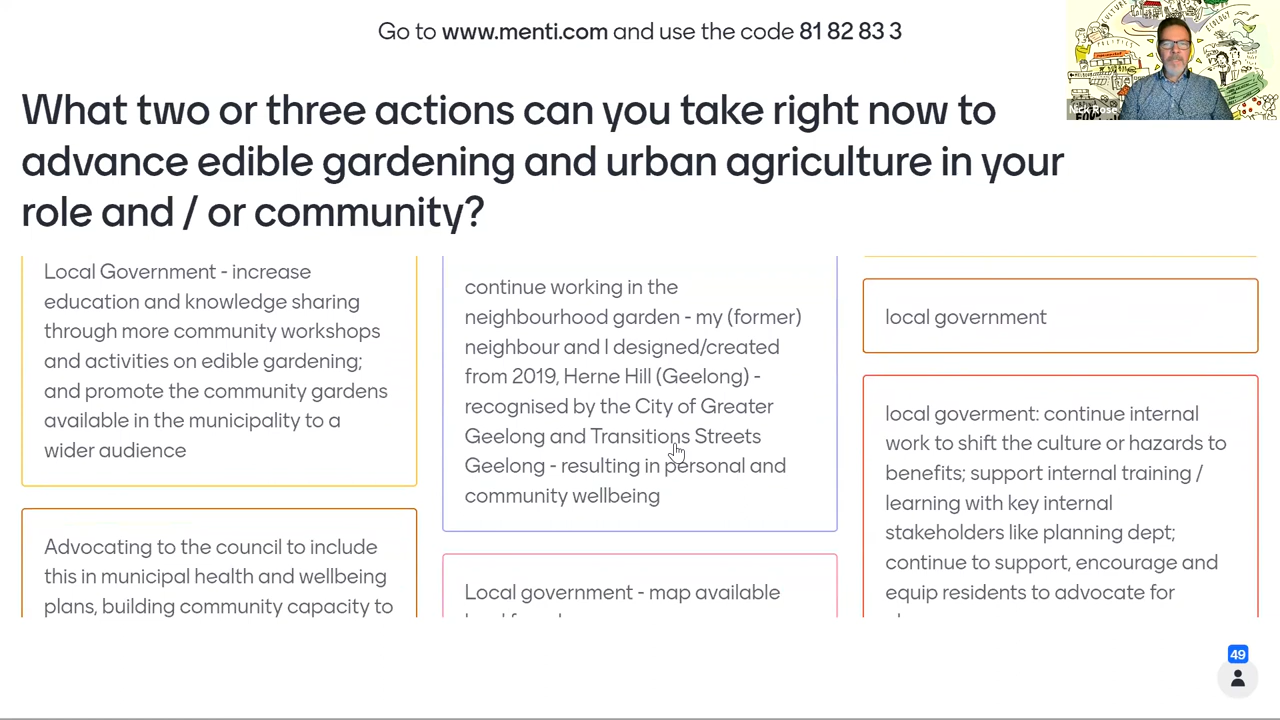 Go to www.menti.com and use the code 81 82 83 3
Nick Rose
What two or three actions can you take right now to
advance edible gardening and urban agriculture in your
role and / or community?
Local Government - increase
education and knowledge sharing
through more community workshops
and activities on edible gardening;
and promote the community gardens
available in the municipality to a
wider audience
Advocating to the council to include
this in municipal health and wellbeing
plans, building community capacity to
continue working in the
neighbourhood garden - my (former)
neighbour and I designed/created
from 2019, Herne Hill (Geelong) -
recognised by the City of Greater
Geelong and Transitions Streets
Geelong - resulting in personal and
community wellbeing
Local government - map available
local government
local goverment: continue internal
work to shift the culture or hazards to
benefits; support internal training /
learning with key internal
stakeholders like planning dept;
continue to support, encourage and
equip residents to advocate for
49